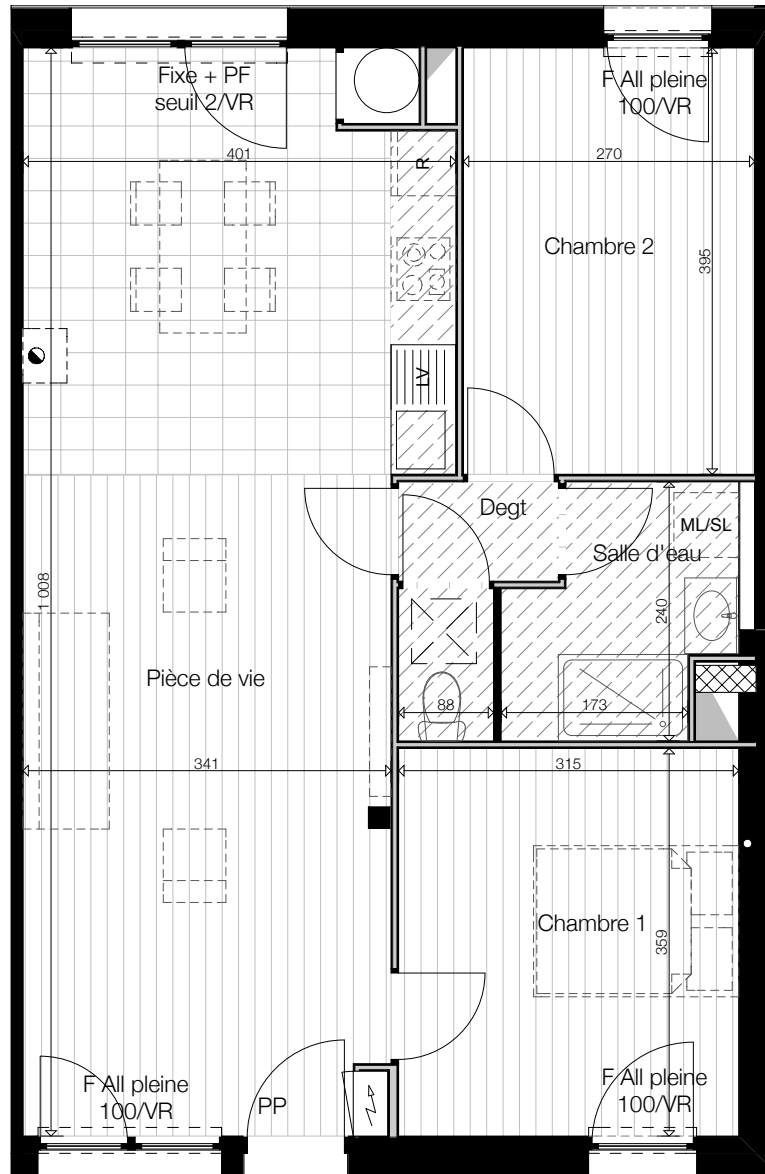 Fixe + PF
seuil 2/VR
F All pleine
100/VR
401
R
270
Chambre 2
395
LV
Degt
ML/SL
Salle d'eau
1 008
240
Pièce de vie
88
173
341
315
Chambre 1
359
F All pleine
100/VR
PP
F All pleine
100/VR